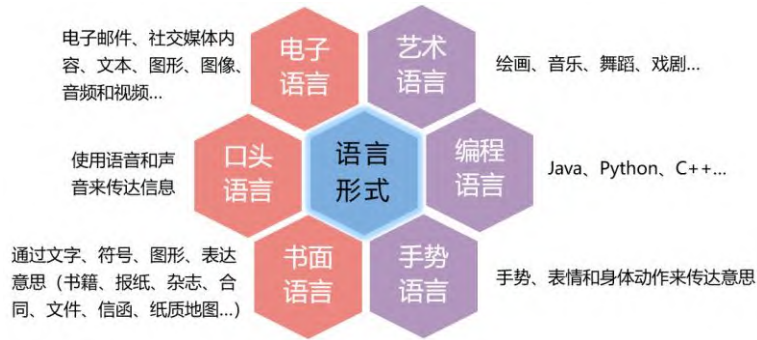 电子邮件、社交媒体内
容、文本、图形、图像、
音频和视频...
电子
语言
艺术
语言
绘画、音乐、舞蹈、戏剧...
使用语音和声
音来传达信息
口头
语言
语言
形式
编程
语言
Java、Python、C++...
通过文字、符号、图形、表达
意思（书籍、报纸、杂志、合
同、文件、信函、纸质地图...）
书面
语言
手势
语言
手势、表情和身体动作来传达意思